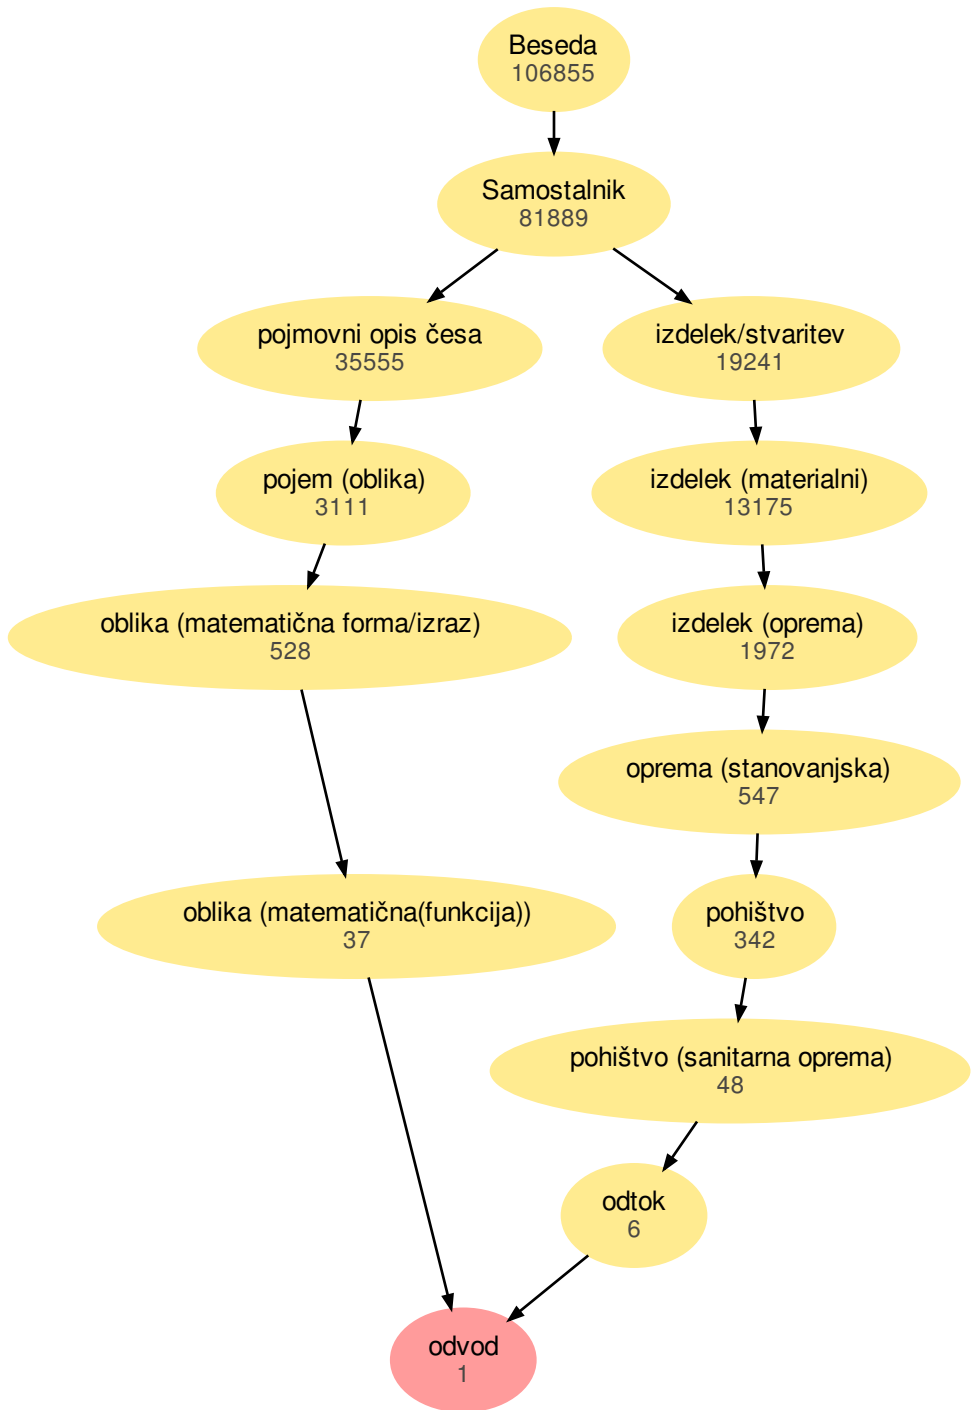 Beseda
106855
Samostalnik
81889
pojmovni opis česa
35555
izdelek/stvaritev
19241
pojem (oblika)
3111
izdelek (materialni)
13175
oblika (matematična forma/izraz)
528
izdelek (oprema)
1972
oprema (stanovanjska)
547
oblika (matematična(funkcija))
37
pohištvo
342
pohištvo (sanitarna oprema)
48
odtok
6
odvod
1